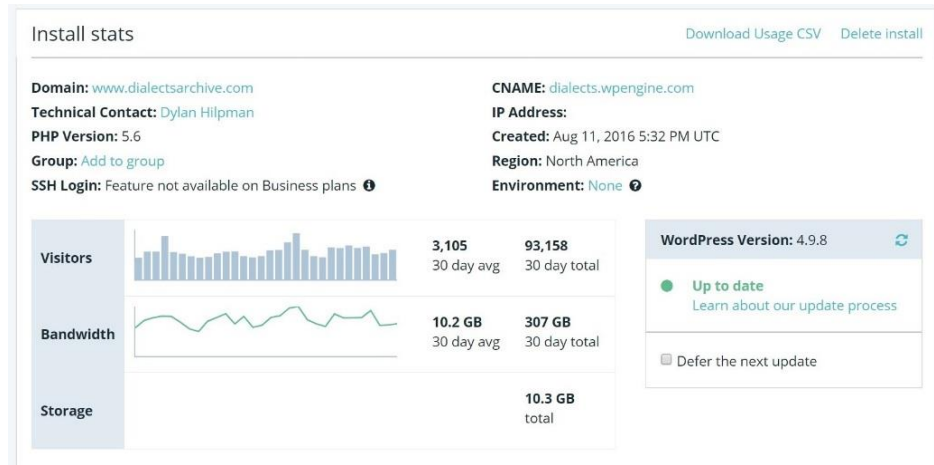 Install stats
Download Usage CSV Delete install
Domain: www.dialectsarchive.com
Technical Contact: Dylan Hilpman
PHP Version: 5.6
Group: Add to group
SSH Login: Feature not available on Business plans
CNAME: dialects.wpengine.com
IP Address:
Created: Aug 11, 2016 5:32 PM UTC
Region: North America
Environment: None
Visitors
3,105 93,158
30 day avg 30 day total
Bandwidth
10.2 GB 307 GB
30 day avg 30 day total
Storage
10.3 GB
total
WordPress Version: 4.9.8
Up to date
Learn about our update process
Defer the next update